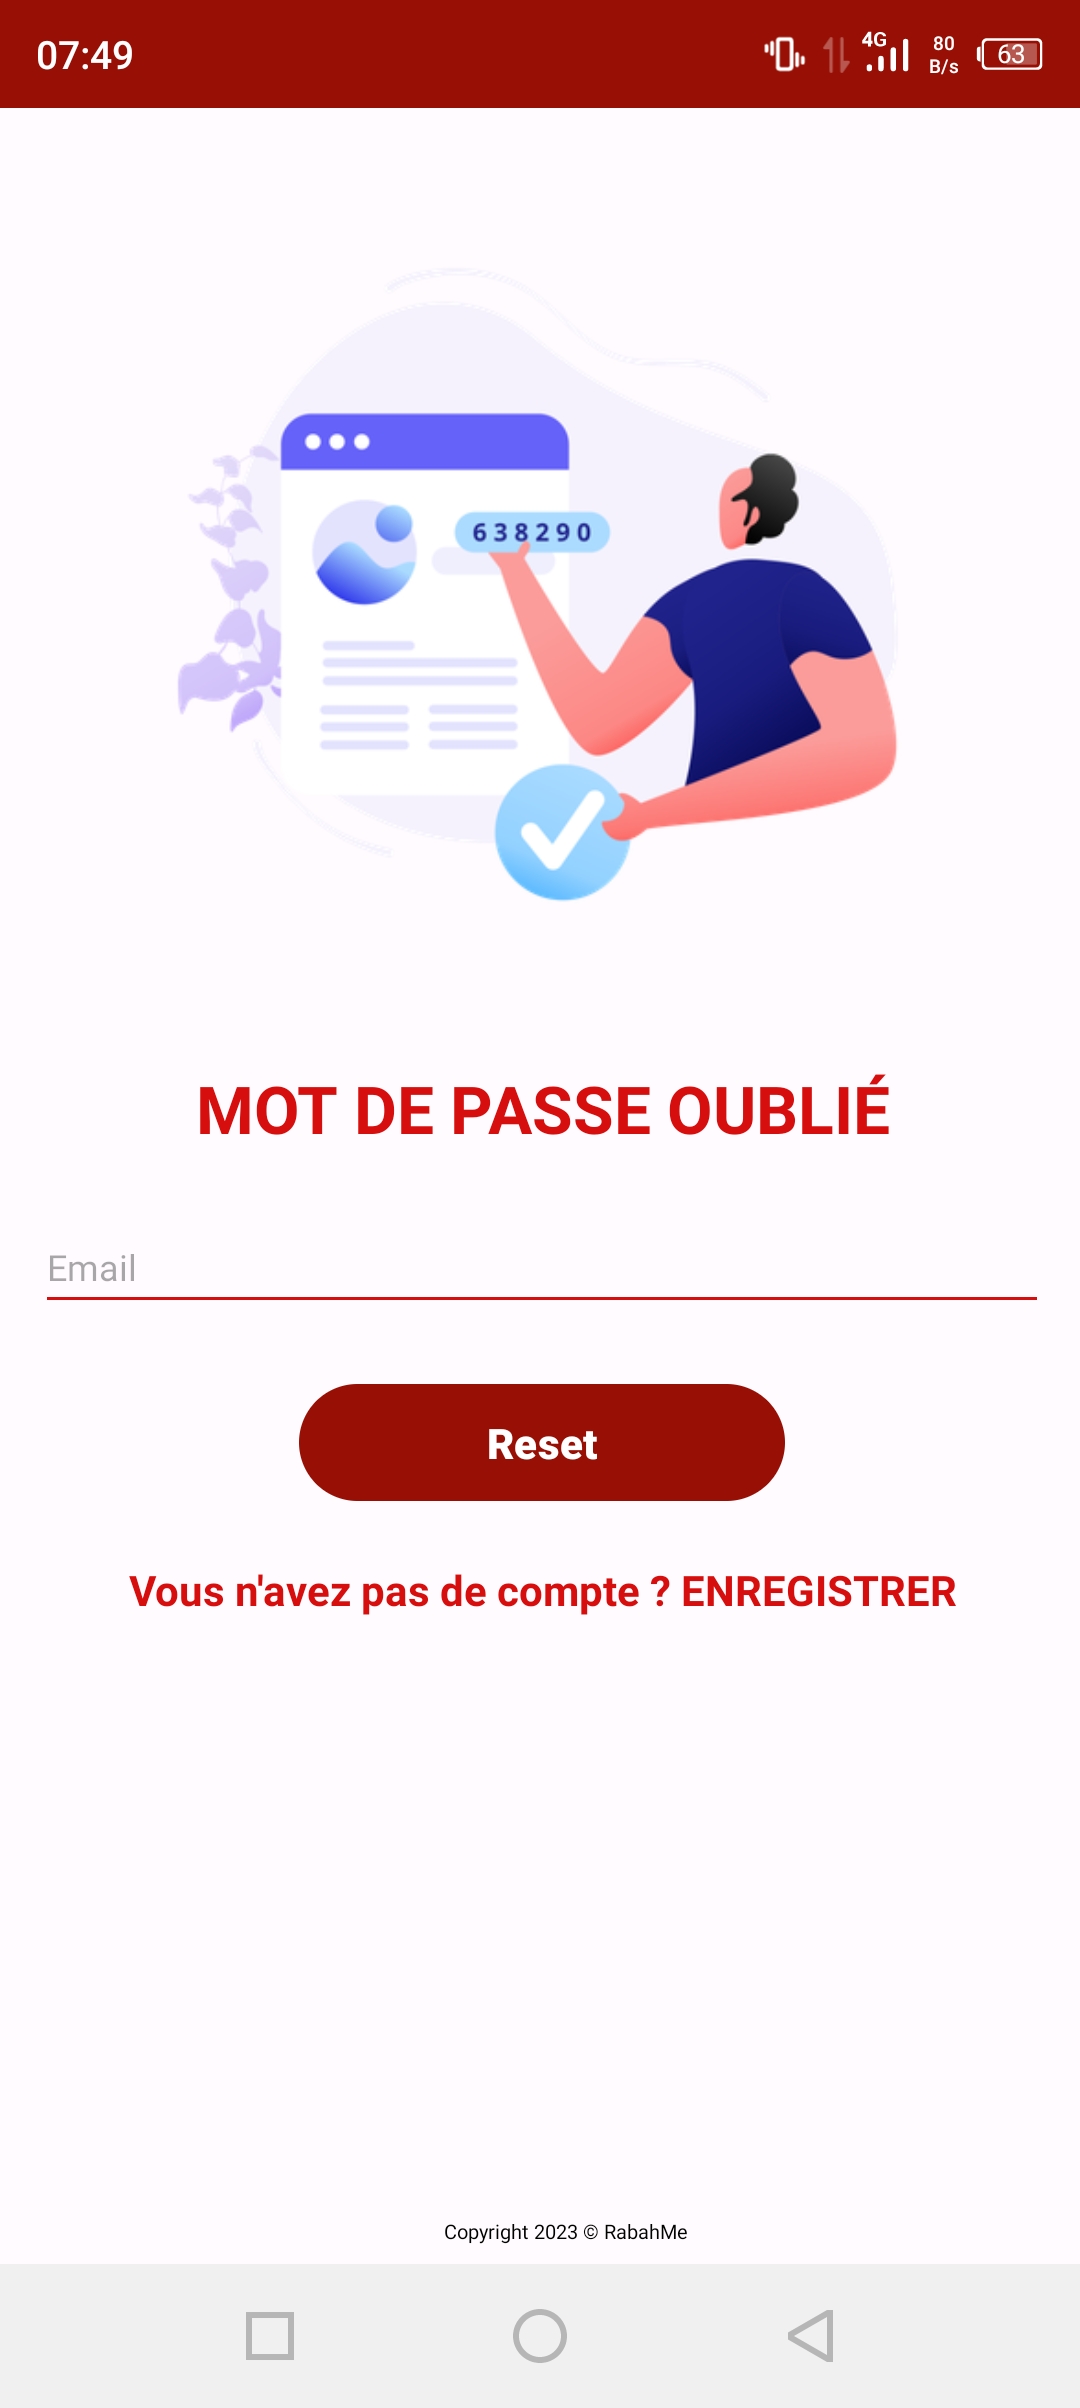 07:49
4G
80
B/s
63
638290
MOT DE PASSE OUBLIÉ
Email
Reset
Vous n'avez pas de compte ? ENREGISTRER
Copyright 2023 © RabahMe